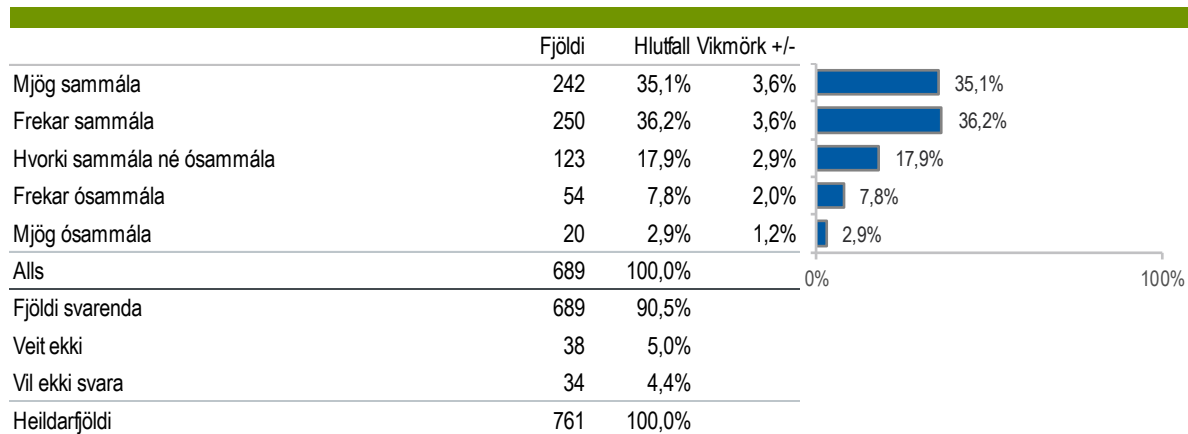 Fjöldi Hlutfall Vikmörk +/-
Mjög sammála 242 35,1% 3,6% 35,1%
Frekar sammála 250 36,2% 3,6% 36,2%
Hvorki sammála né ósammála 123 17,9% 2,9% 17,9%
Frekar ósammála 54 7,8% 2,0% 7,8%
Mjög ósammála 20 2,9% 1,2% 2,9%
Alls 689 100,0% 0% 100%
Fjöldi svarenda 689 90,5%
Veit ekki 38 5,0%
Vil ekki svara 34 4,4%
Heildarfjöldi 761 100,0%